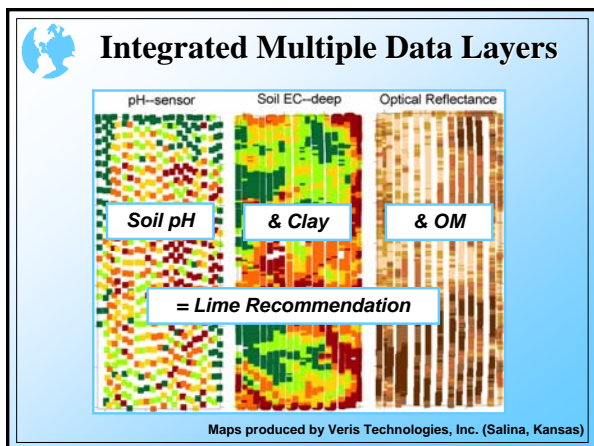 Integrated Multiple Data Layers
pH--sensor Soil EC--deep Optical Reflectance
Soil pH & Clay & OM
= Lime Recommendation
Maps produced by Veris Technologies, Inc. (Salina, Kansas)